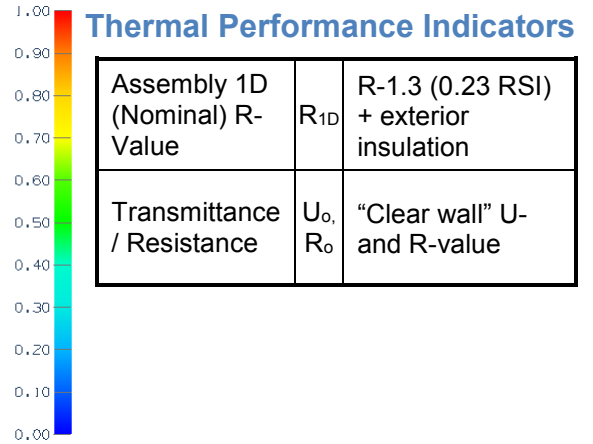 Thermal Performance Indicators
1.00
0.90
0.80
0.70
0.60
0.50
0.40
0.30
0.20
0.10
0.00
Assembly 1D
(Nominal) R-
Value
R1D
R-1.3 (0.23 RSI)
+ exterior
insulation
Transmittance
/ Resistance
Uo,
Ro
“Clear wall” U-
and R-value